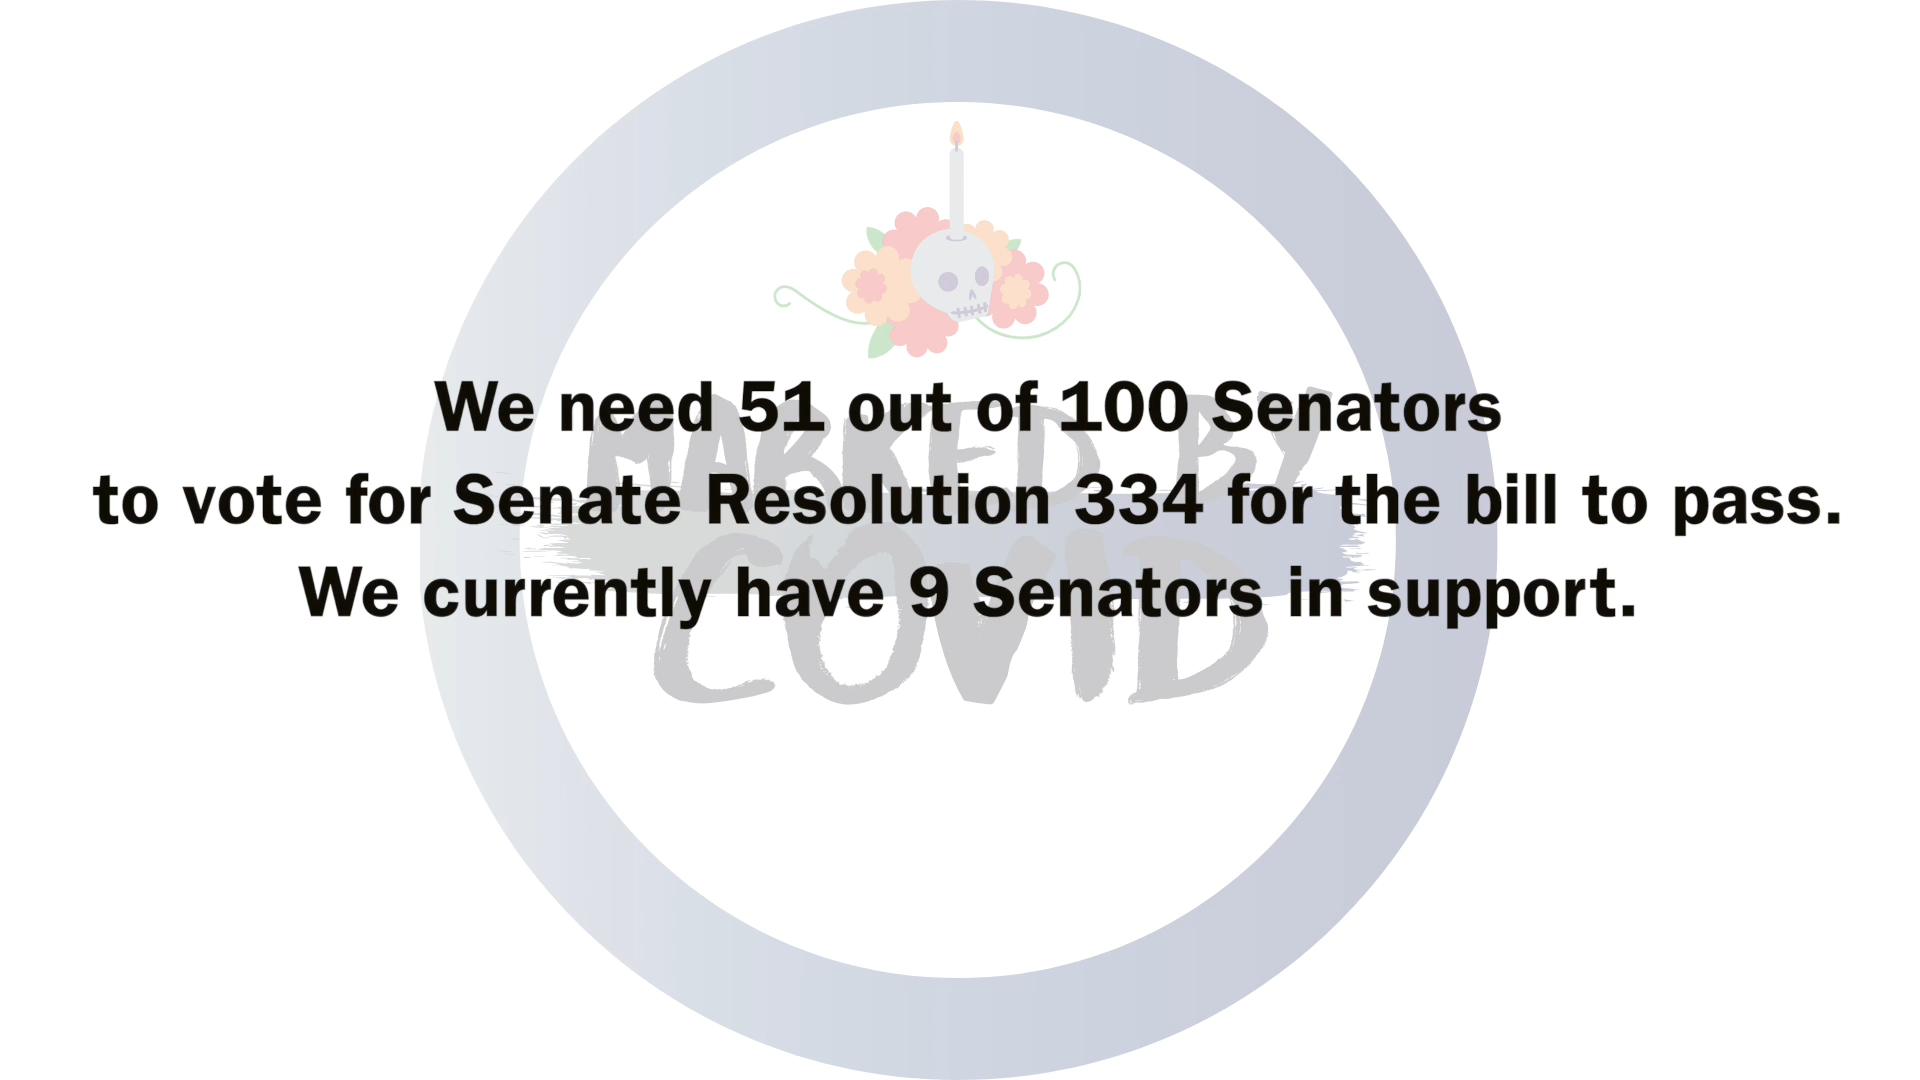 We need 51 out of 100 Senators
to vote for Senate Resolution 334 for the bill to pass.
We currently have 9 Senators in support.
MARKED BY
COVID